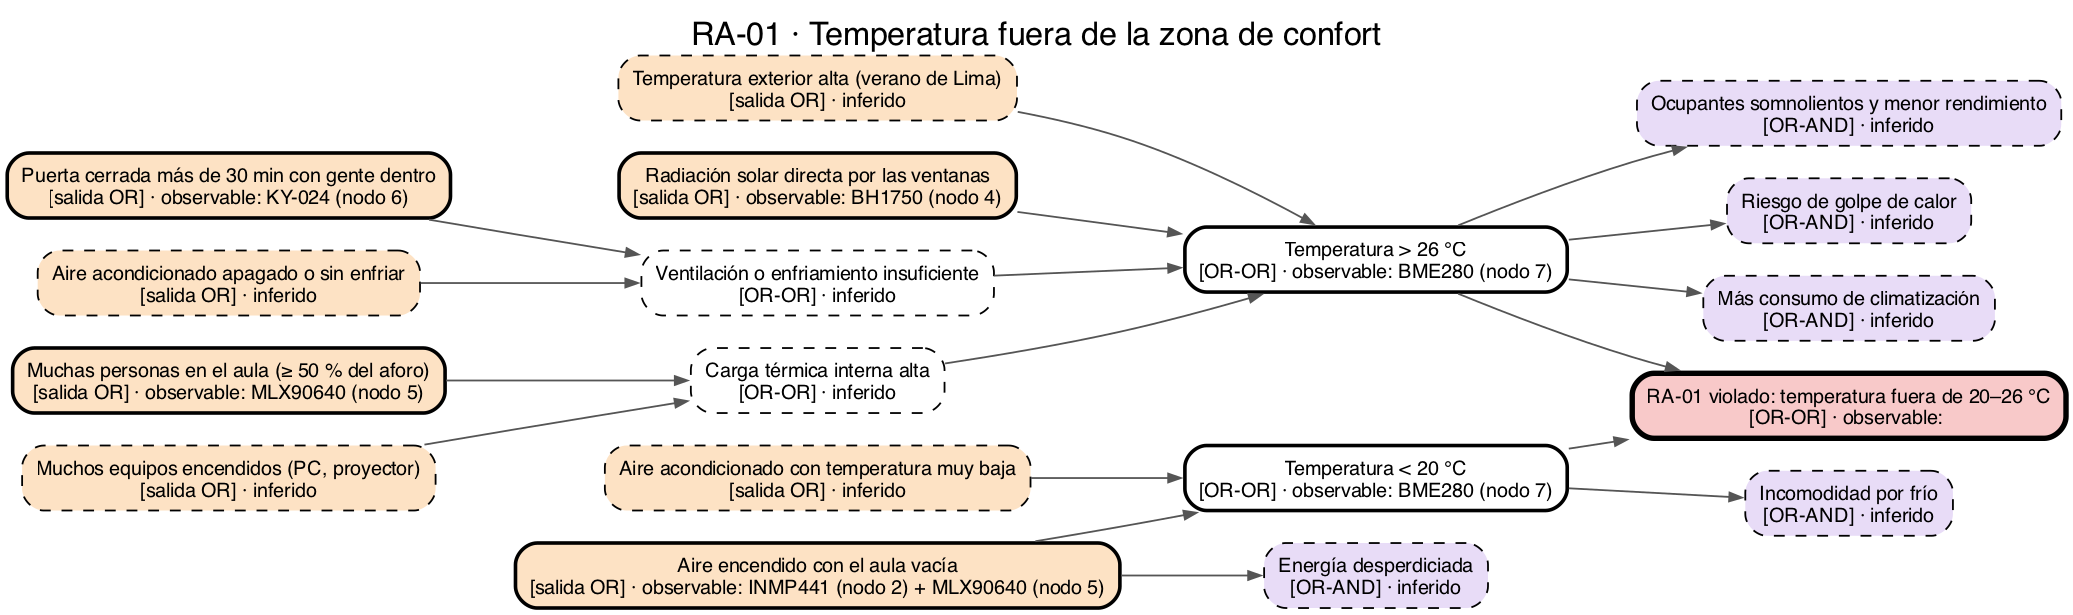 RA-01 · Temperatura fuera de la zona de confort
Temperatura exterior alta (verano de Lima)
[salida OR] · inferido
Ocupantes somnolientos y menor rendimiento
[OR-AND] · inferido
Puerta cerrada más de 30 min con gente dentro
[salida OR] · observable: KY-024 (nodo 6)
Radiación solar directa por las ventanas
[salida OR] · observable: BH1750 (nodo 4)
Riesgo de golpe de calor
[OR-AND] · inferido
Temperatura > 26 °C
[OR-OR] · observable: BME280 (nodo 7)
Aire acondicionado apagado o sin enfriar
[salida OR] · inferido
Ventilación o enfriamiento insuficiente
[OR-OR] · inferido
Más consumo de climatización
[OR-AND] · inferido
Muchas personas en el aula (≥ 50 % del aforo)
[salida OR] · observable: MLX90640 (nodo 5)
Carga térmica interna alta
[OR-OR] · inferido
RA-01 violado: temperatura fuera de 20–26 °C
[OR-OR] · observable:
Muchos equipos encendidos (PC, proyector)
[salida OR] · inferido
Aire acondicionado con temperatura muy baja
[salida OR] · inferido
Temperatura < 20 °C
[OR-OR] · observable: BME280 (nodo 7)
Incomodidad por frío
[OR-AND] · inferido
Aire encendido con el aula vacía
[salida OR] · observable: INMP441 (nodo 2) + MLX90640 (nodo 5)
Energía desperdiciada
[OR-AND] · inferido